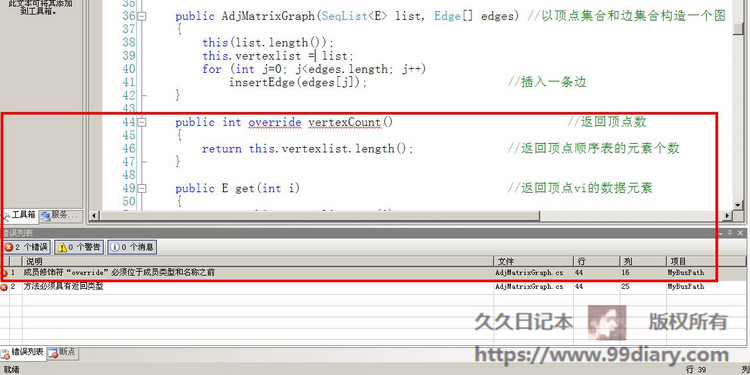 此文本可将其添加
到工具箱。
35
36 public AdjMatrixGraph(SeqList<E> list, Edge[] edges) //以顶点集合和边集合构造一个图
37 {
38 this(list.length());
39 this.vertexlist = list;
40 for (int j=0; j<edges.length; j++)
41 insertEdge(edges[j]); //插入一条边
42 }
43
44 public int override vertexCount() //返回顶点数
45 {
46 return this.vertexlist.length(); //返回顶点顺序表的元素个数
47 }
48
49 public E get(int i) //返回顶点vi的数据元素
50 {
工具箱 服务...
错误列表
2 个错误 0 个警告 0 个消息
说明 文件 行 列 项目
1 成员修饰符“override”必须位于成员类型和名称之前 AdjMatrixGraph.cs 44 16 MyBusPath
2 方法必须具有返回类型 AdjMatrixGraph.cs 44 25 MyBusPath
久久日记本 版权所有
https://www.99diary.com
错误列表 断点
就绪 行 39 列